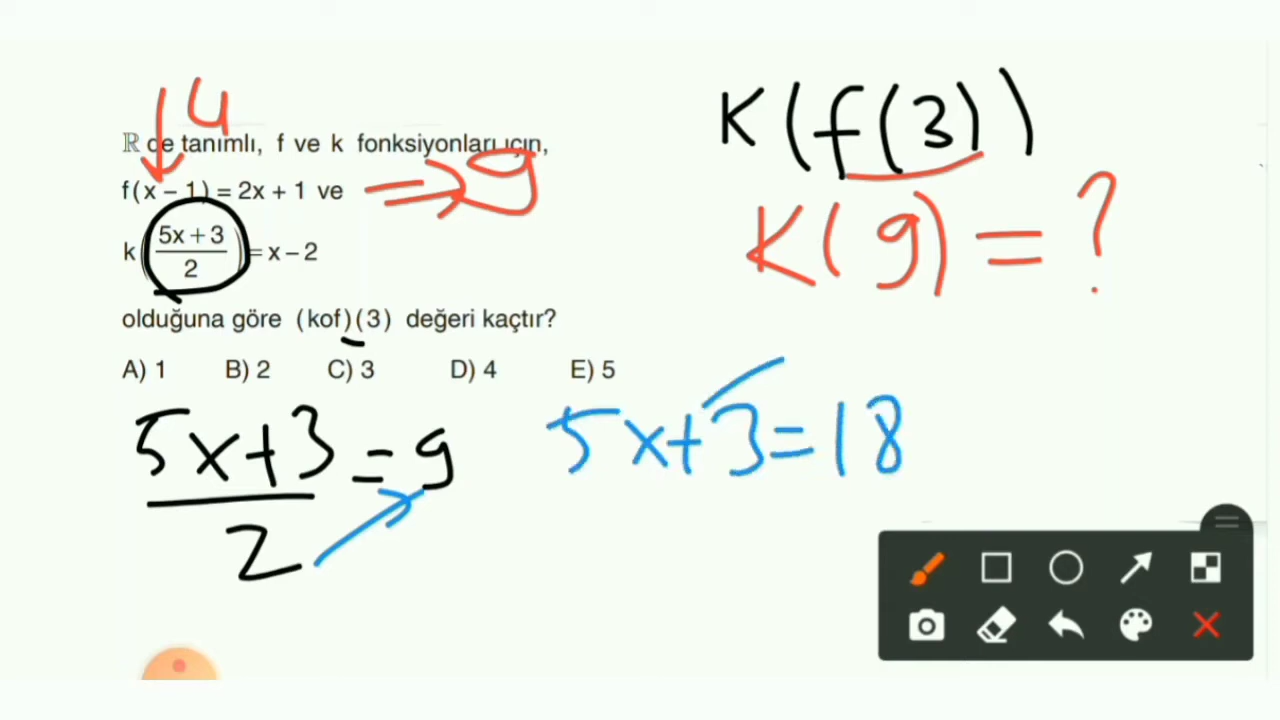 4
ℝ de tanımlı, f ve k fonksiyonları için,
f(x – 1) = 2x + 1 ve ⇒ 9
k(5x + 3 / 2) = x – 2
olduğuna göre (kof)(3) değeri kaçtır?
A) 1 B) 2 C) 3 D) 4 E) 5
K(f(3))
K(9) = ?
5x+3 / 2 = 9
5x+3=18